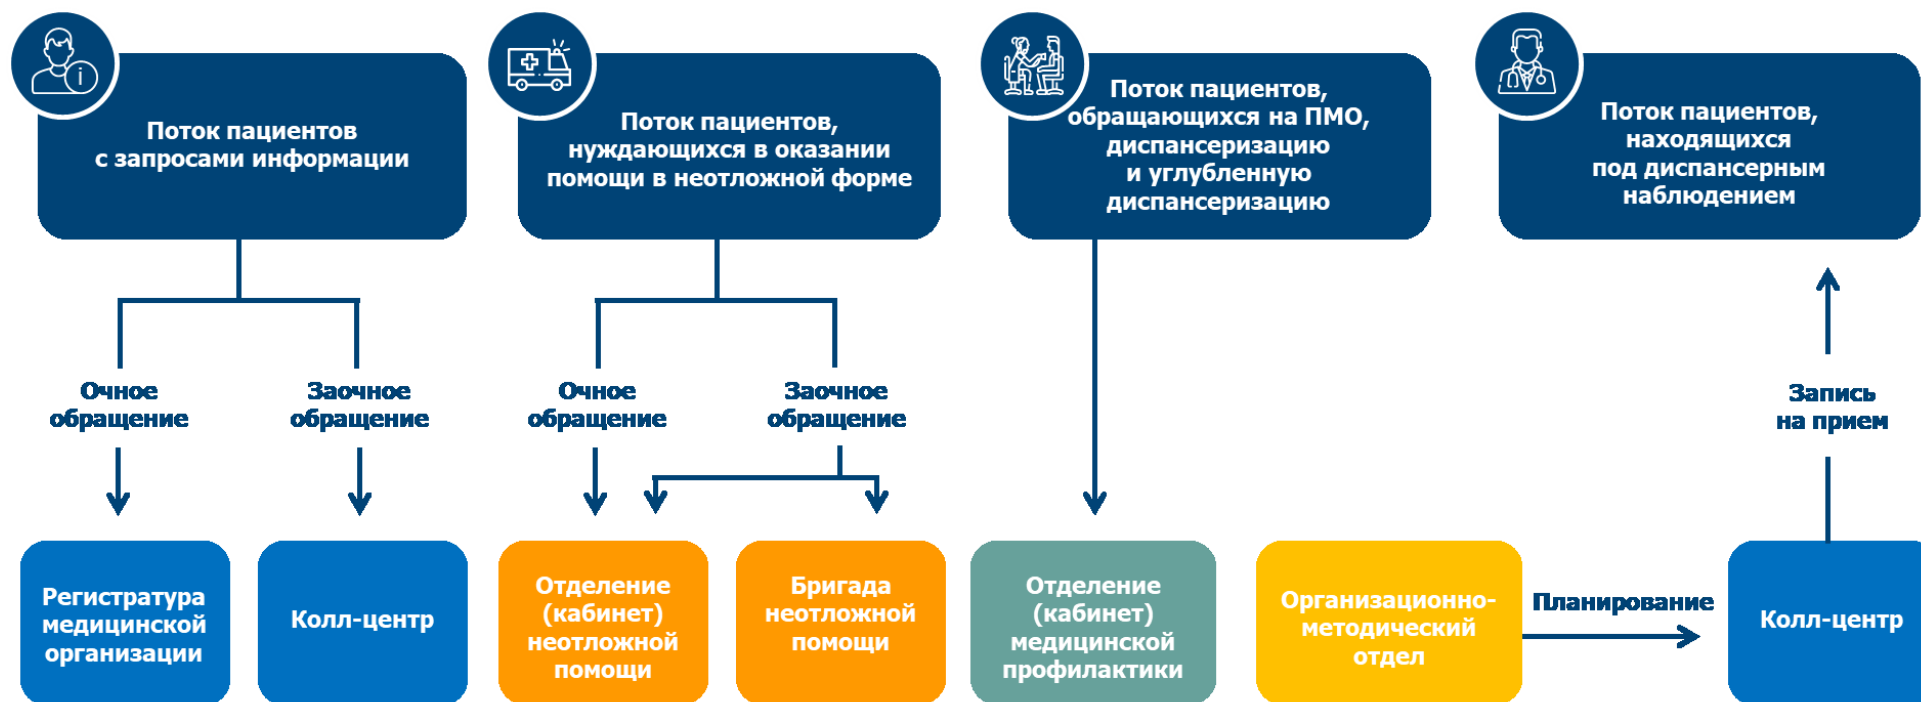 Поток пациентов
с запросами информации
Поток пациентов,
нуждающихся в оказании
помощи в неотложной форме
Поток пациентов,
обращающихся на ПМО,
диспансеризацию
и углубленную
диспансеризацию
Поток пациентов,
находящихся
под диспансерным
наблюдением
Очное
обращение
Заочное
обращение
Очное
обращение
Заочное
обращение
Запись
на прием
Регистратура
медицинской
организации
Колл-центр
Отделение
(кабинет)
неотложной
помощи
Бригада
неотложной
помощи
Отделение
(кабинет)
медицинской
профилактики
Организационно-
методический
отдел
Планирование
Колл-центр